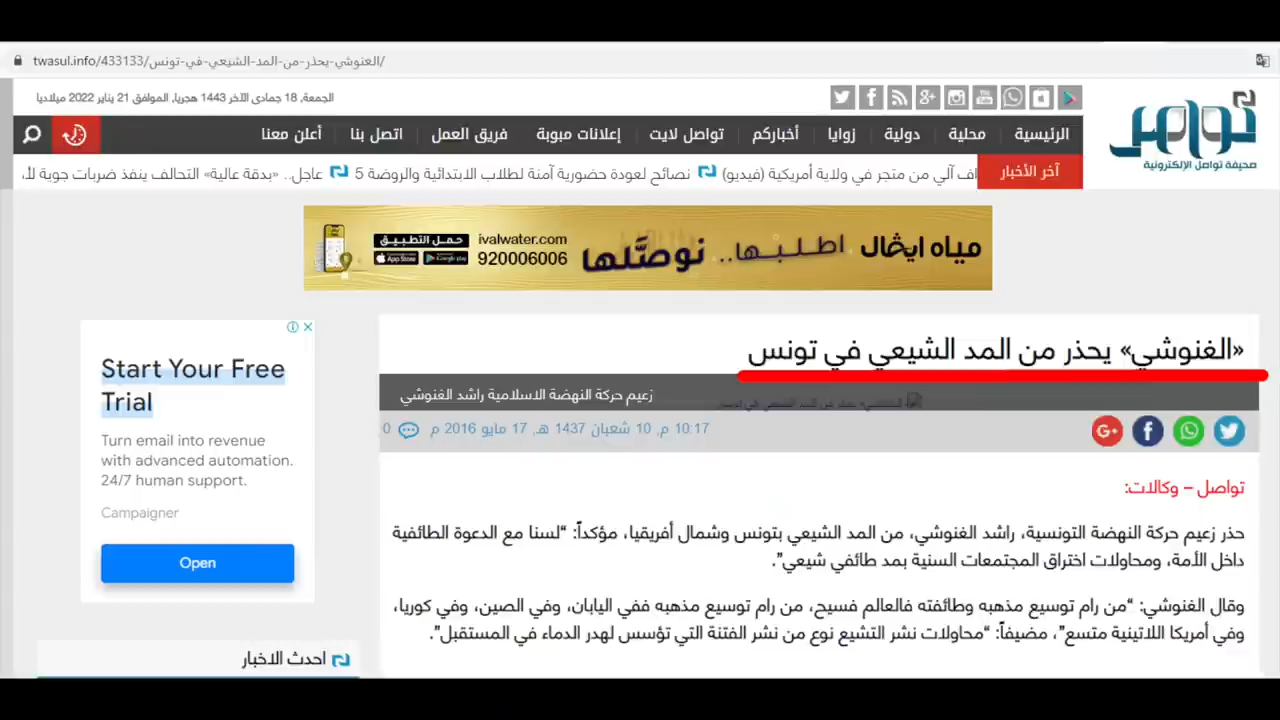 twasul.info/433133/العنوشي-يحذر-من-المد-الشيعي-في-تونس/
الجمعة, 18 جمادى الآخر 1443 هجريا, الموافق 21 يناير 2022 ميلاديا
تواصل
صحيفة تواصل الإلكترونية
الرئيسية محلية دولية زوايا أخباركم تواصل لايت إعلانات مبوبة فريق العمل اتصل بنا أعلن معنا
آخر الأخبار
اف آلي من متجر في ولاية أمريكية (فيديو) نصائح لعودة حضورية آمنة لطلاب الابتدائية والروضة 5 عاجل.. «بدقة عالية» التحالف ينفذ ضربات جوية
مياه ايڤال اطلبها.. نوصَّلها
ivalwater.com
920006006
حمل التطبيق
App Store
Google play
Start Your Free
Trial
Turn email into revenue
with advanced automation.
24/7 human support.
Campaigner
Open
احدث الاخبار
«الغنوشي» يحذر من المد الشيعي في تونس
زعيم حركة النهضة الاسلامية راشد الغنوشي
10:17 م, 10 شعبان 1437 هـ, 17 مايو 2016 م 0
تواصل – وكالات:
حذر زعيم حركة النهضة التونسية، راشد الغنوشي، من المد الشيعي بتونس وشمال أفريقيا، مؤكداً: "لسنا مع الدعوة الطائفية
داخل الأمة، ومحاولات اختراق المجتمعات السنية بمد طائفي شيعي".
وقال الغنوشي: "من رام توسيع مذهبه وطائفته فالعالم فسيح، من رام توسيع مذهبه ففي اليابان، وفي الصين، وفي كوريا،
وفي أمريكا اللاتينية متسع"، مضيفاً: "محاولات نشر التشيع نوع من نشر الفتنة التي تؤسس لهدر الدماء في المستقبل".